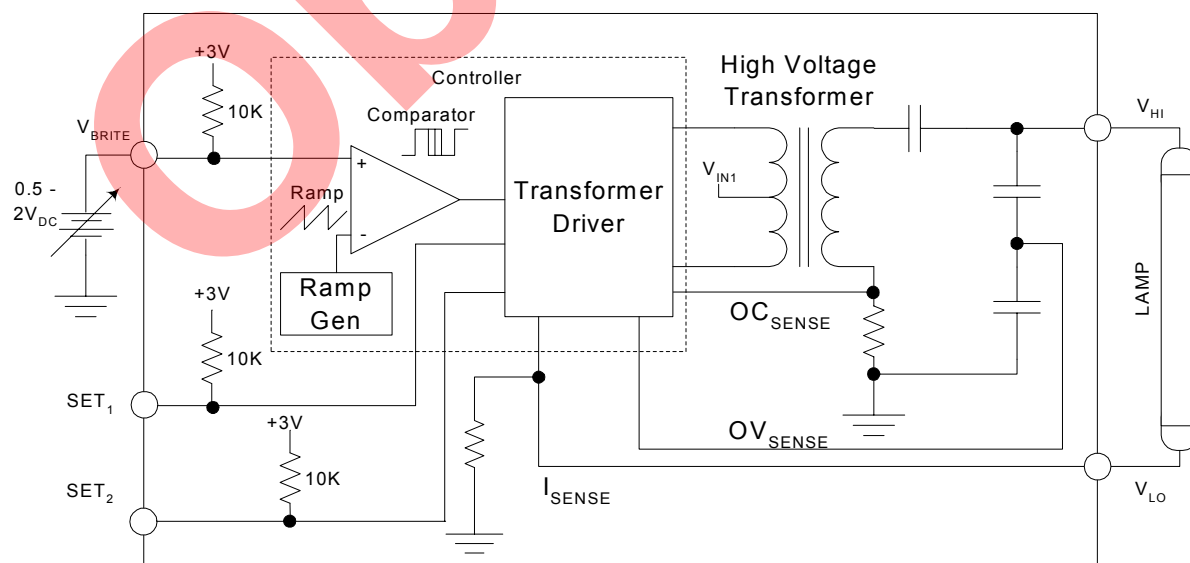 +3V
10K
V_BRITE
0.5 -
2V_DC
Controller
Comparator
+
-
Ramp
Ramp
Gen
Transformer
Driver
High Voltage
Transformer
V_IN1
V_HI
LAMP
OC_SENSE
OV_SENSE
+3V
10K
SET_1
+3V
10K
SET_2
I_SENSE
V_LO